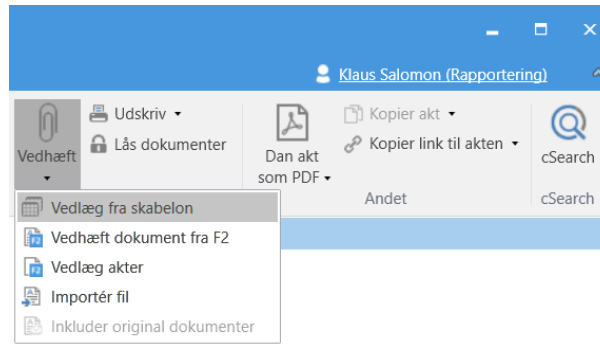 Klaus Salomon (Rapportering)
Vedhæft
Udskriv
Lås dokumenter
Dan akt
som PDF
Kopier akt
Kopier link til akten
Andet
cSearch
cSearch
Vedlæg fra skabelon
Vedhæft dokument fra F2
Vedlæg akter
Importér fil
Inkluder original dokumenter